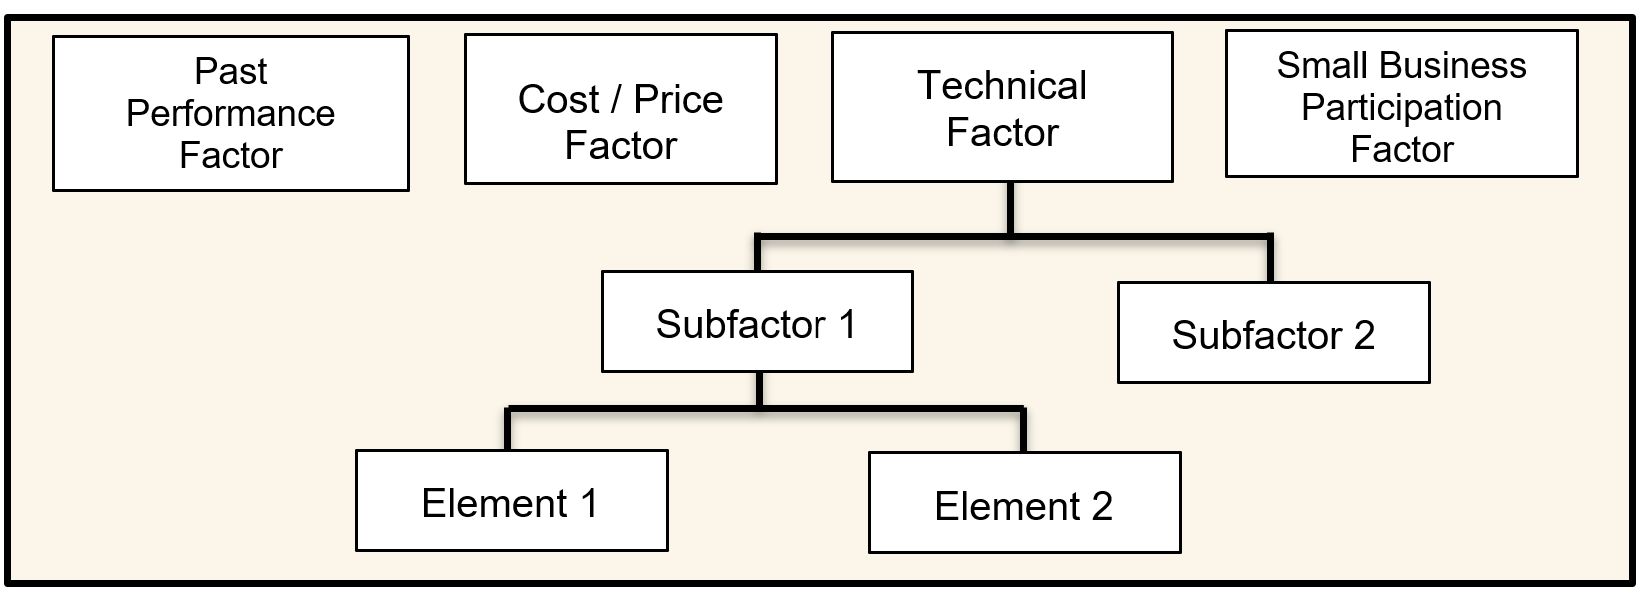 Past
Performance
Factor
Cost / Price
Factor
Technical
Factor
Small Business
Participation
Factor
Subfactor 1
Subfactor 2
Element 1
Element 2